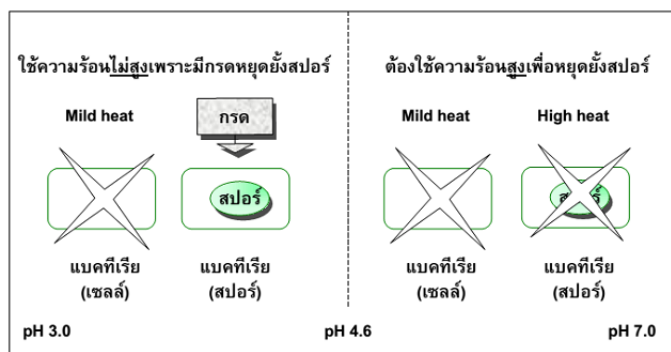 ใช้ความร้อนไม่สูงเพราะมีกรดหยุดยั้งสปอร์
ต้องใช้ความร้อนสูงเพื่อหยุดยั้งสปอร์
Mild heat
กรด
Mild heat
High heat
สปอร์
สปอร์
แบคทีเรีย
(เซลล์)
แบคทีเรีย
(สปอร์)
แบคทีเรีย
(เซลล์)
แบคทีเรีย
(สปอร์)
pH 3.0
pH 4.6
pH 7.0